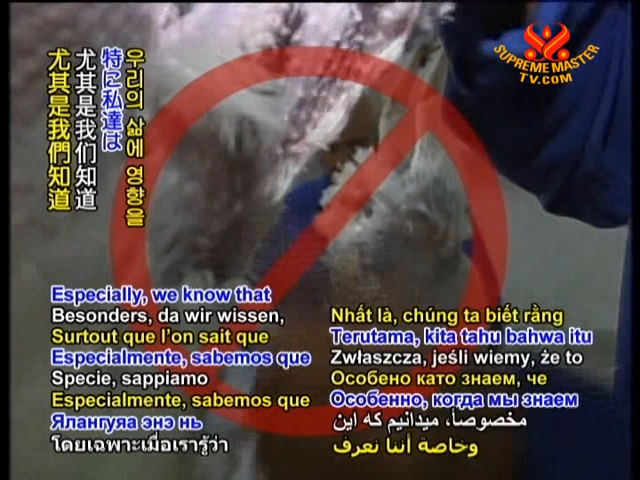 SUPREME MASTER
TV.COM
우리의 삶에 영향을
特に私達は
尤其是我们知道
尤其是我們知道
Especially, we know that
Besonders, da wir wissen,
Surtout que l'on sait que
Especialmente, sabemos que
Specie, sappiamo
Especialmente, sabemos que
Ялангуяа энэ нь
โดยเฉพาะเมื่อเรารู้ว่า
Nhất là, chúng ta biết rằng
Terutama, kita tahu bahwa itu
Zwłaszcza, jeśli wiemy, że to
Особено като знаем, че
Особенно, когда мы знаем
مخصوصاً، میدانیم که این
وخاصة أننا نعرف